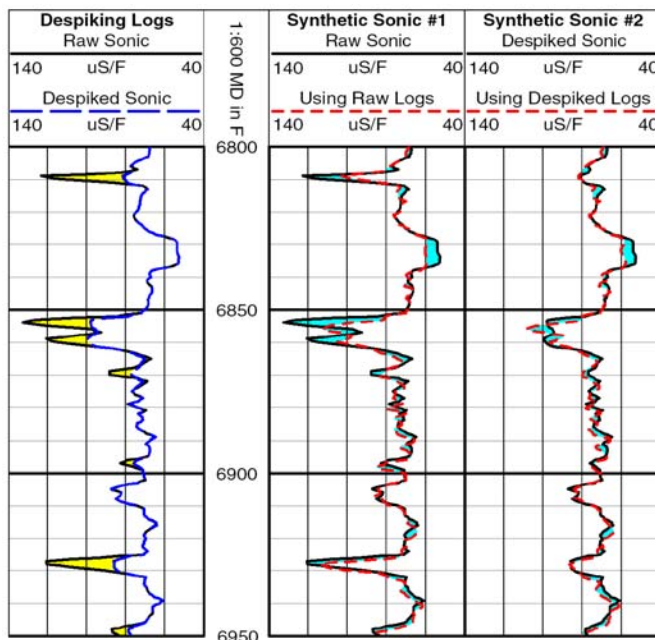 Despiking Logs
Raw Sonic
140 uS/F 40
Despiked Sonic
140 uS/F 40
1:600 MD in F
Synthetic Sonic #1
Raw Sonic
140 uS/F 40
Using Raw Logs
140 uS/F 40
Synthetic Sonic #2
Despiked Sonic
140 uS/F 40
Using Despiked Logs
140 uS/F 40
6800
6850
6900
6950